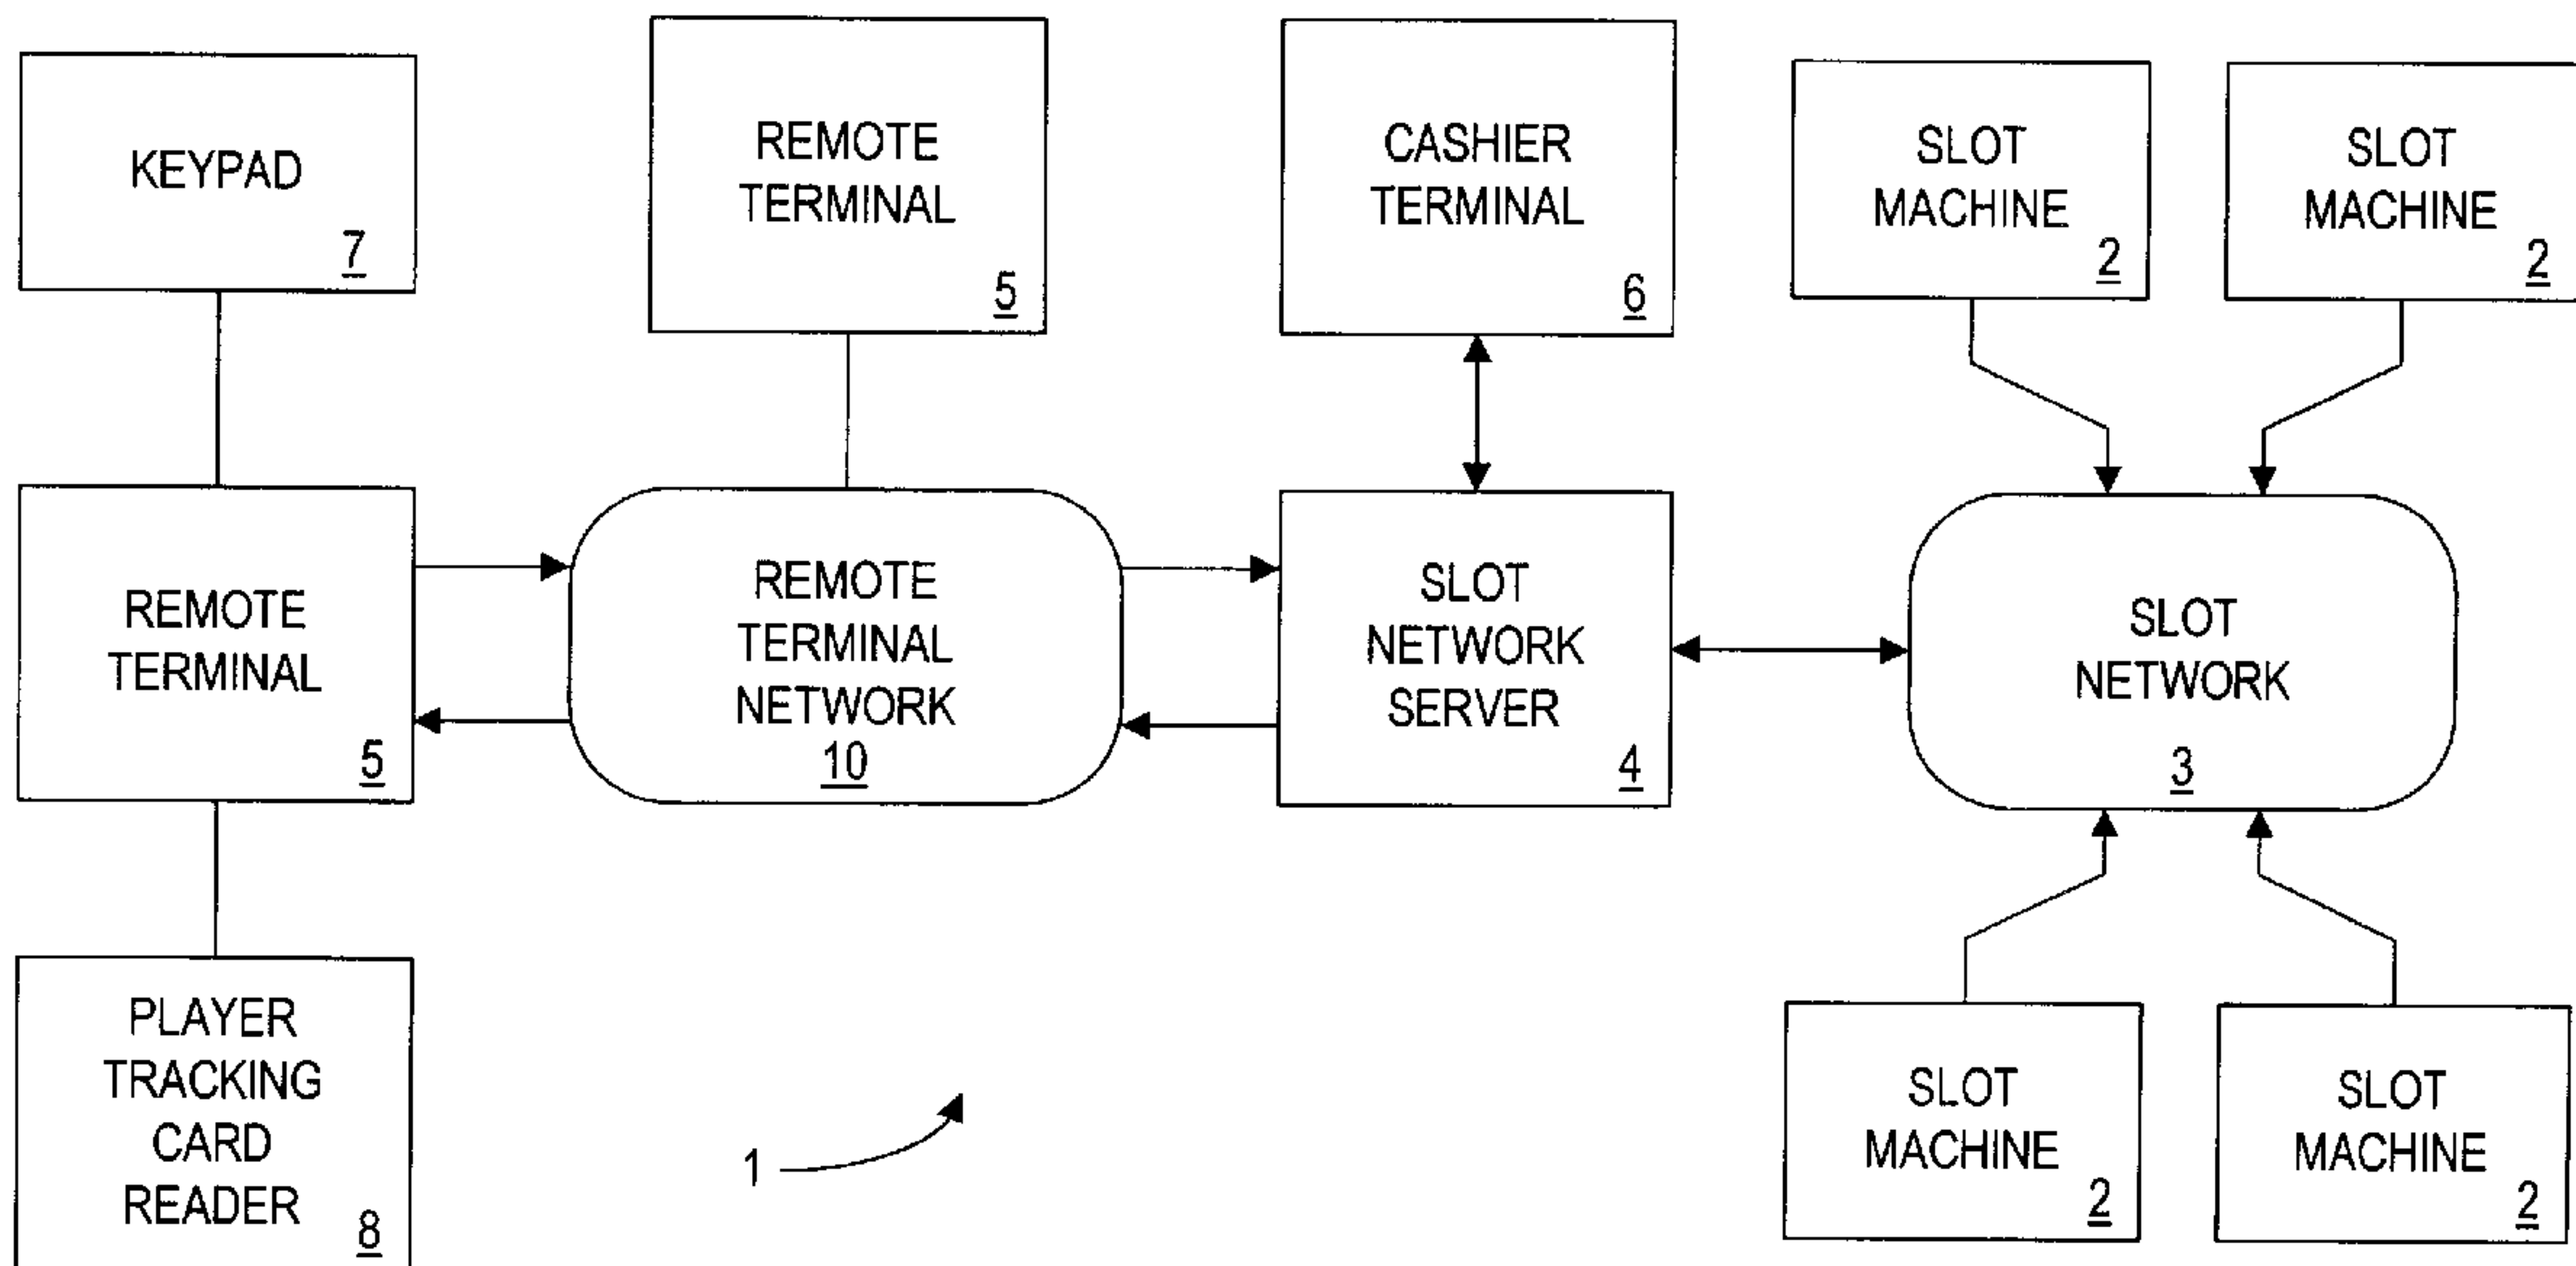 KEYPAD
7
REMOTE
TERMINAL
5
CASHIER
TERMINAL
6
SLOT
MACHINE
2
SLOT
MACHINE
2
REMOTE
TERMINAL
5
REMOTE
TERMINAL
NETWORK
10
SLOT
NETWORK
SERVER
4
SLOT
NETWORK
3
PLAYER
TRACKING
CARD
READER
8
1
SLOT
MACHINE
2
SLOT
MACHINE
2